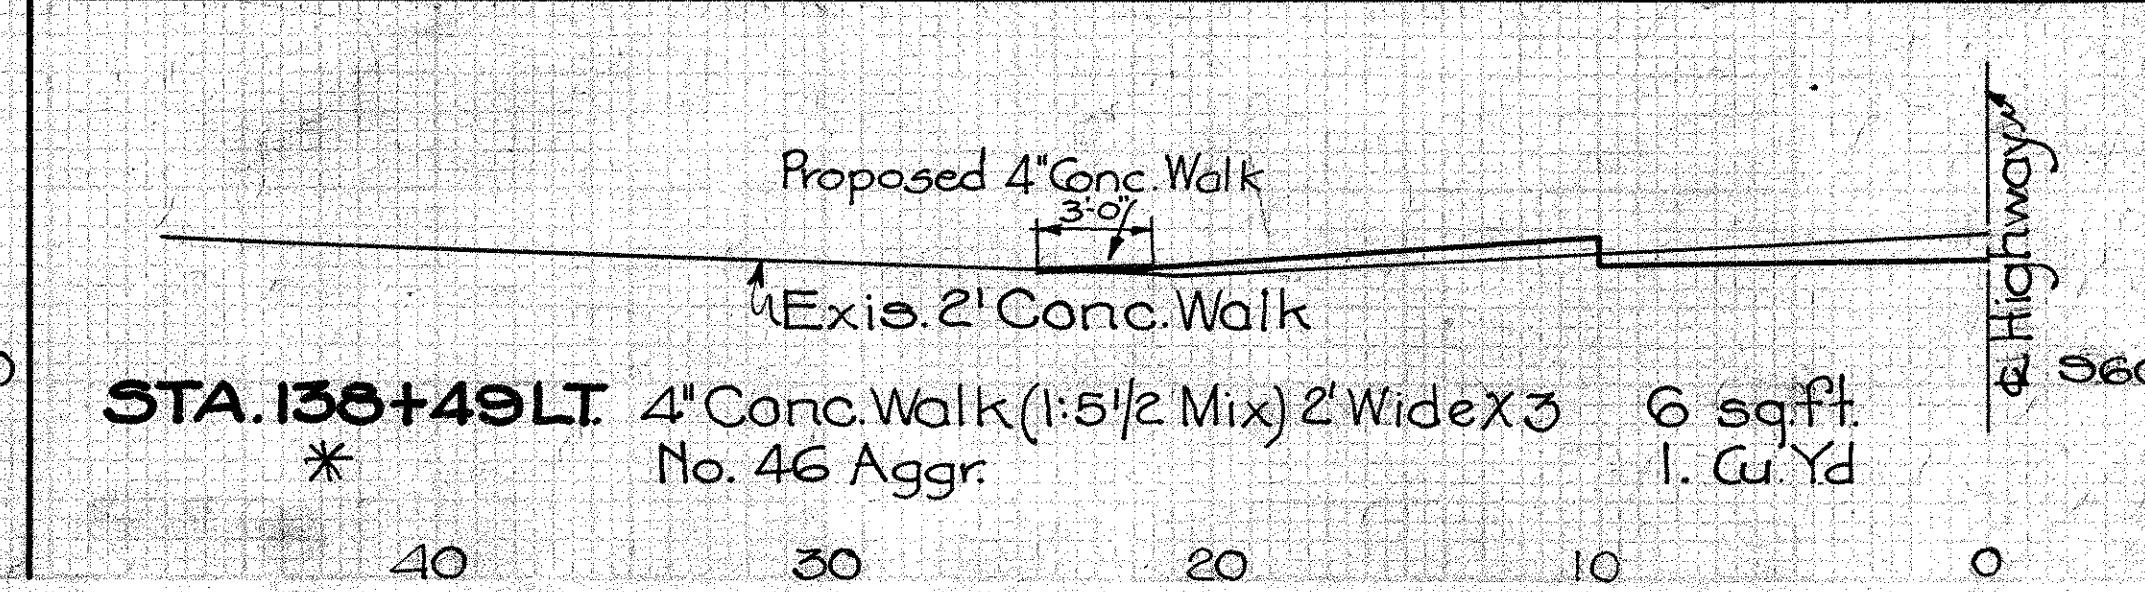 Proposed 4" Conc. Walk
3'-0"
Exis. 2' Conc. Walk
℄ Highway
STA. 138+49 LT. 4" Conc. Walk (1:5 1/2 Mix) 2' Wide X 3 6 sq.ft.
No. 46 Aggr. 1. Cu. Yd
40 30 20 10 0